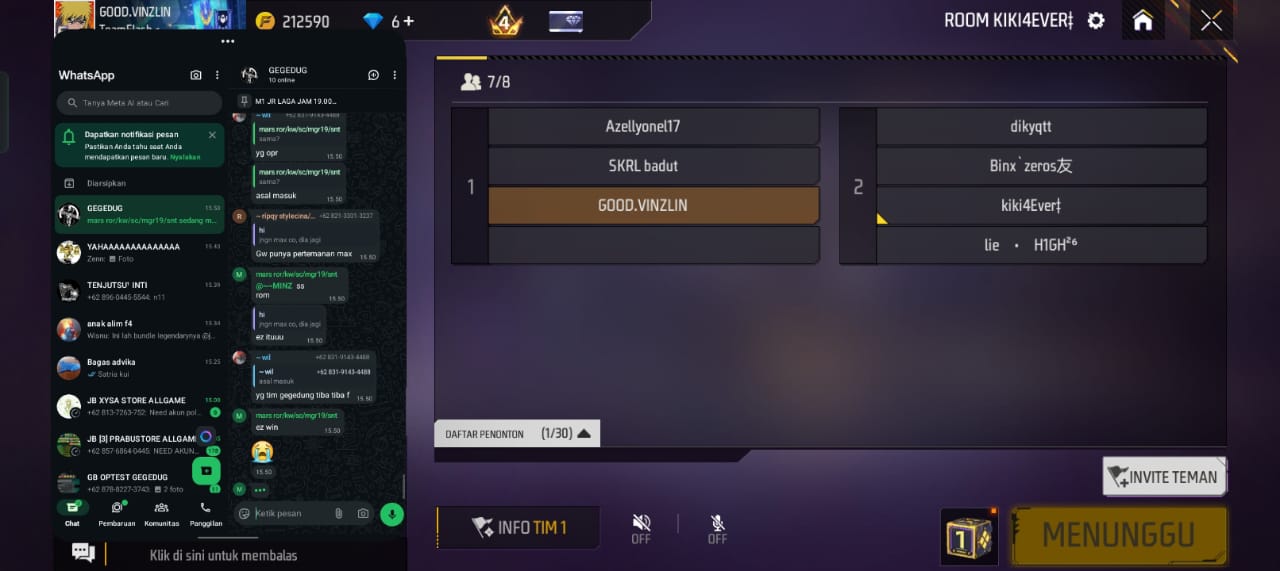 GOOD.VINZLIN
TeamFlash
212590
6 +
4
ROOM KIKI4EVER‡
WhatsApp
Tanya Meta AI atau Cari
Dapatkan notifikasi pesan
Pastikan Anda tahu saat Anda
mendapatkan pesan baru. Nyalakan
Diarsipkan
GEGEDUG 15.50
mars ror/kw/sc/mgr19/snt sedang m...
YAHAAAAAAAAAAAAAA 15.43
Zenn: Foto
TENJUTSU' INTI 15.39
+62 896-0445-5544: n11
anak alim f4 15.34
Wisnu: Ini lah bundle legendarynya @j...
Bagas advika 15.25
Satria kui
JB XYSA STORE ALLGAME 15.00
+62 813-7263-752; Need akun pol...
JB [3] PRABUSTORE ALLGAM
+62 857-6864-0445: NEED AKUN...
GB OPTEST GEGEDUG
+62 878-8227-3743: 2 foto
Chat
Pembaruan
Komunitas
Panggilan
GEGEDUG
10 online
M1 JR LAGA JAM 19.00...
~ wil +62 831-9143-4488
mars ror/kw/sc/mgr19/snt
sama?
yg opr 15.50
mars ror/kw/sc/mgr19/snt
sama?
asal masuk 15.50
R
~ ripqy stylecina/... +62 821-3301-3237
hi
jngn max co, dia jagi
Gw punya pertemanan max 15.50
M
mars ror/kw/sc/mgr19/snt
@~~MINZ ss
rom 15.50
hi
jngn max co, dia jagi
ez ituuu 15.50
~ wil +62 831-9143-4488
~wil +62 831-9143-4488
asal masuk
yg tim gegedung tiba tiba f 15.50
M
mars ror/kw/sc/mgr19/snt
ez win 15.50
15.50
M
Ketik pesan
Klik di sini untuk membalas
7/8
1
Azellyonel17
SKRL badut
GOOD.VINZLIN
2
dikyqtt
Binx`zeros友
kiki4Ever‡
lie • H1GH²⁶
DAFTAR PENONTON (1/30)
INVITE TEMAN
INFO TIM 1
OFF
OFF
1
MENUNGGU